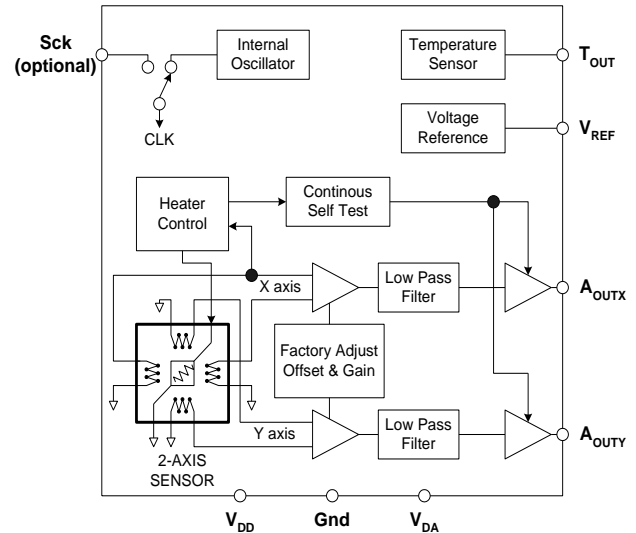 Sck
(optional)
Internal
Oscillator
CLK
Temperature
Sensor
TOUT
Voltage
Reference
VREF
Heater
Control
Continous
Self Test
X axis
Low Pass
Filter
AOUTX
Factory Adjust
Offset & Gain
Y axis
Low Pass
Filter
AOUTY
2-AXIS
SENSOR
VDD
Gnd
VDA